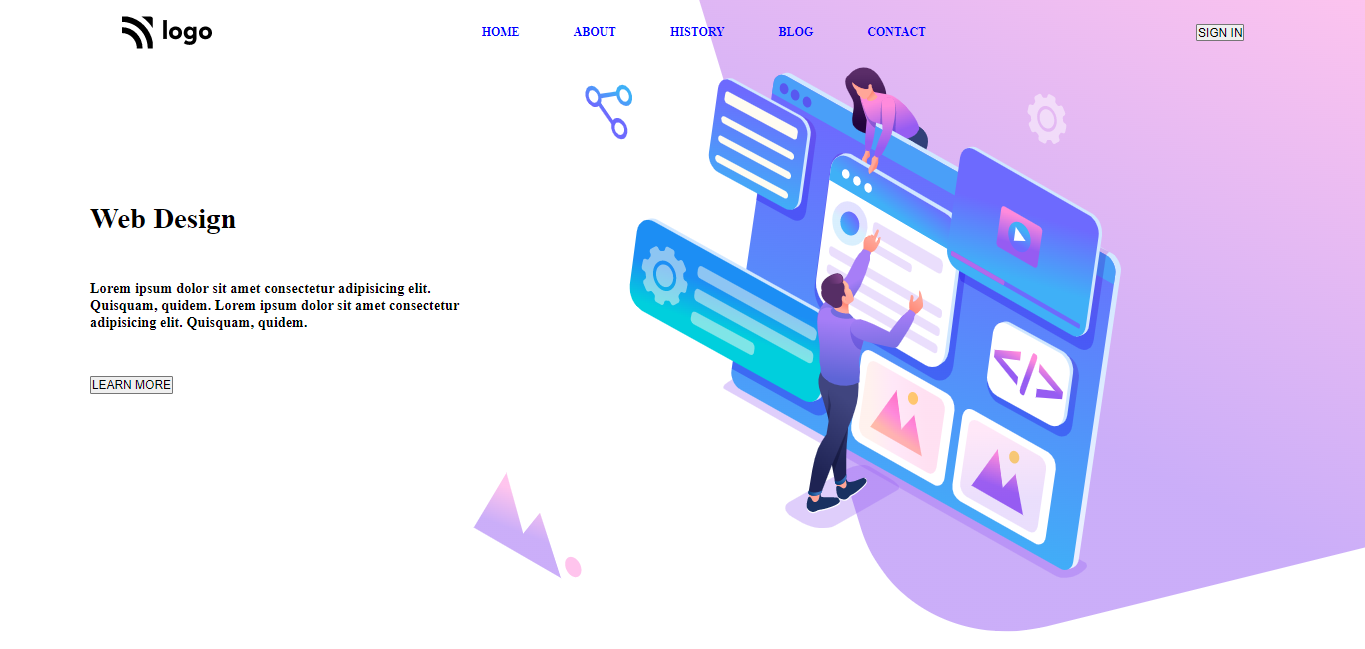 logo
HOME ABOUT HISTORY BLOG CONTACT SIGN IN
Web Design
Lorem ipsum dolor sit amet consectetur adipisicing elit.
Quisquam, quidem. Lorem ipsum dolor sit amet consectetur
adipisicing elit. Quisquam, quidem.
LEARN MORE